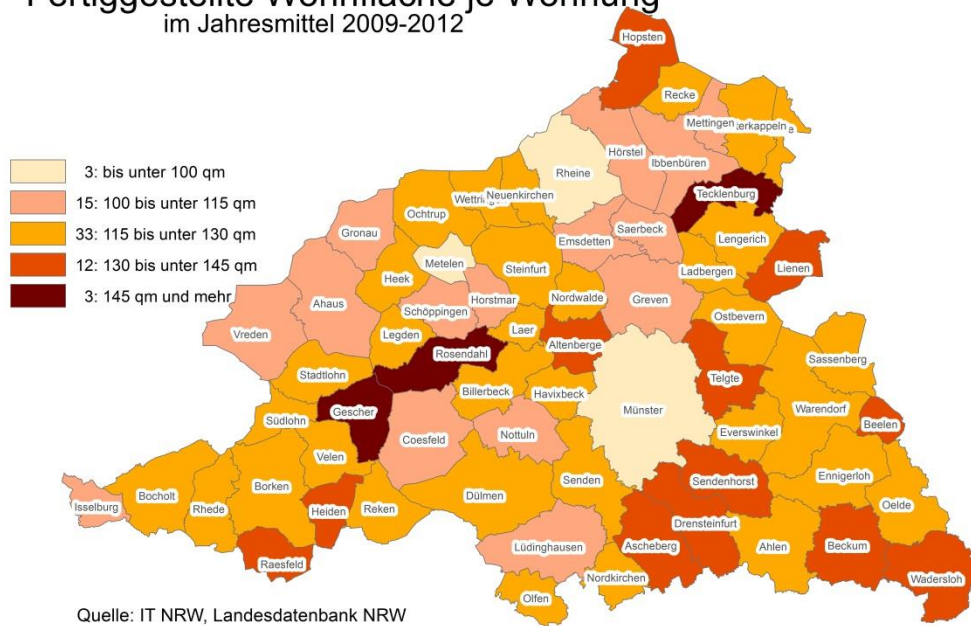 Fertiggestellte Wohnfläche je Wohnung
im Jahresmittel 2009-2012
3: bis unter 100 qm
15: 100 bis unter 115 qm
33: 115 bis unter 130 qm
12: 130 bis unter 145 qm
3: 145 qm und mehr
Hopsten
Recke
Mettingen
terkappeln
e
Hörstel
Ibbenbüren
Rheine
Neuenkirchen
Wettrin
Ochtrup
Tecklenburg
Gronau
Saerbeck
Emsdetten
Lengerich
Metelen
Steinfurt
Lienen
Heek
Ladbergen
Ahaus
Schöppingen
Horstmar
Nordwalde
Greven
Ostbevern
Vreden
Legden
Laer
Altenberge
Rosendahl
Sassenberg
Stadtlohn
Telgte
Billerbeck
Havixbeck
Gescher
Münster
Warendorf
Südlohn
Beelen
Everswinkel
Coesfeld
Nottuln
Velen
Ennigerloh
Senden
Sendenhorst
Borken
Bocholt
Dülmen
Isselburg
Rhede
Heiden
Reken
Oelde
Drensteinfurt
Lüdinghausen
Ascheberg
Ahlen
Beckum
Raesfeld
Nordkirchen
Wadersloh
Olfen
Quelle: IT NRW, Landesdatenbank NRW